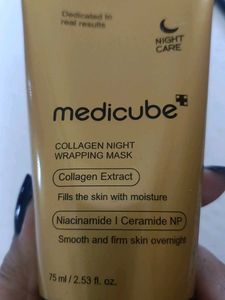 Dedicated to
real results
NIGHT
CARE
medicube
COLLAGEN NIGHT
WRAPPING MASK
Collagen Extract
Fills the skin with moisture
Niacinamide I Ceramide NP
Smooth and firm skin overnight
75 ml / 2.53 fl. oz.